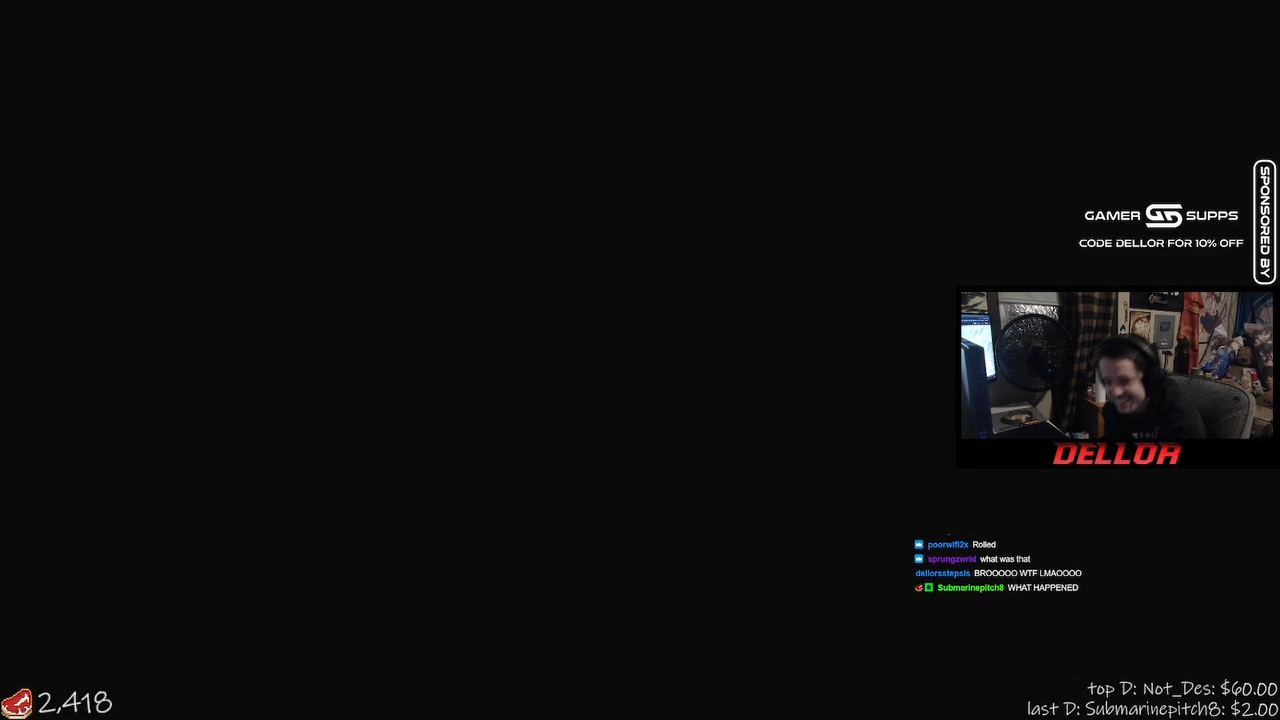 SPONSORED BY
GAMER GS SUPPS
CODE DELLOR FOR 10% OFF
DELLOR
poorwifi2x Rolled
sprungzwrld what was that
dellorsstepsis BROOOOO WTF LMAOOOO
Submarinepitch8 WHAT HAPPENED
2,418
top D: Not_Des: $60.00
last D: Submarinepitch8: $2.00